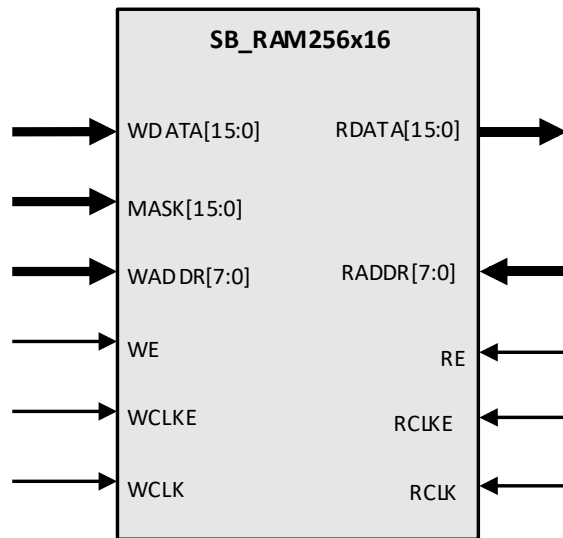 SB_RAM256x16
WDATA[15:0] RDATA[15:0]
MASK[15:0]
WADDR[7:0] RADDR[7:0]
WE RE
WCLKE RCLKE
WCLK RCLK